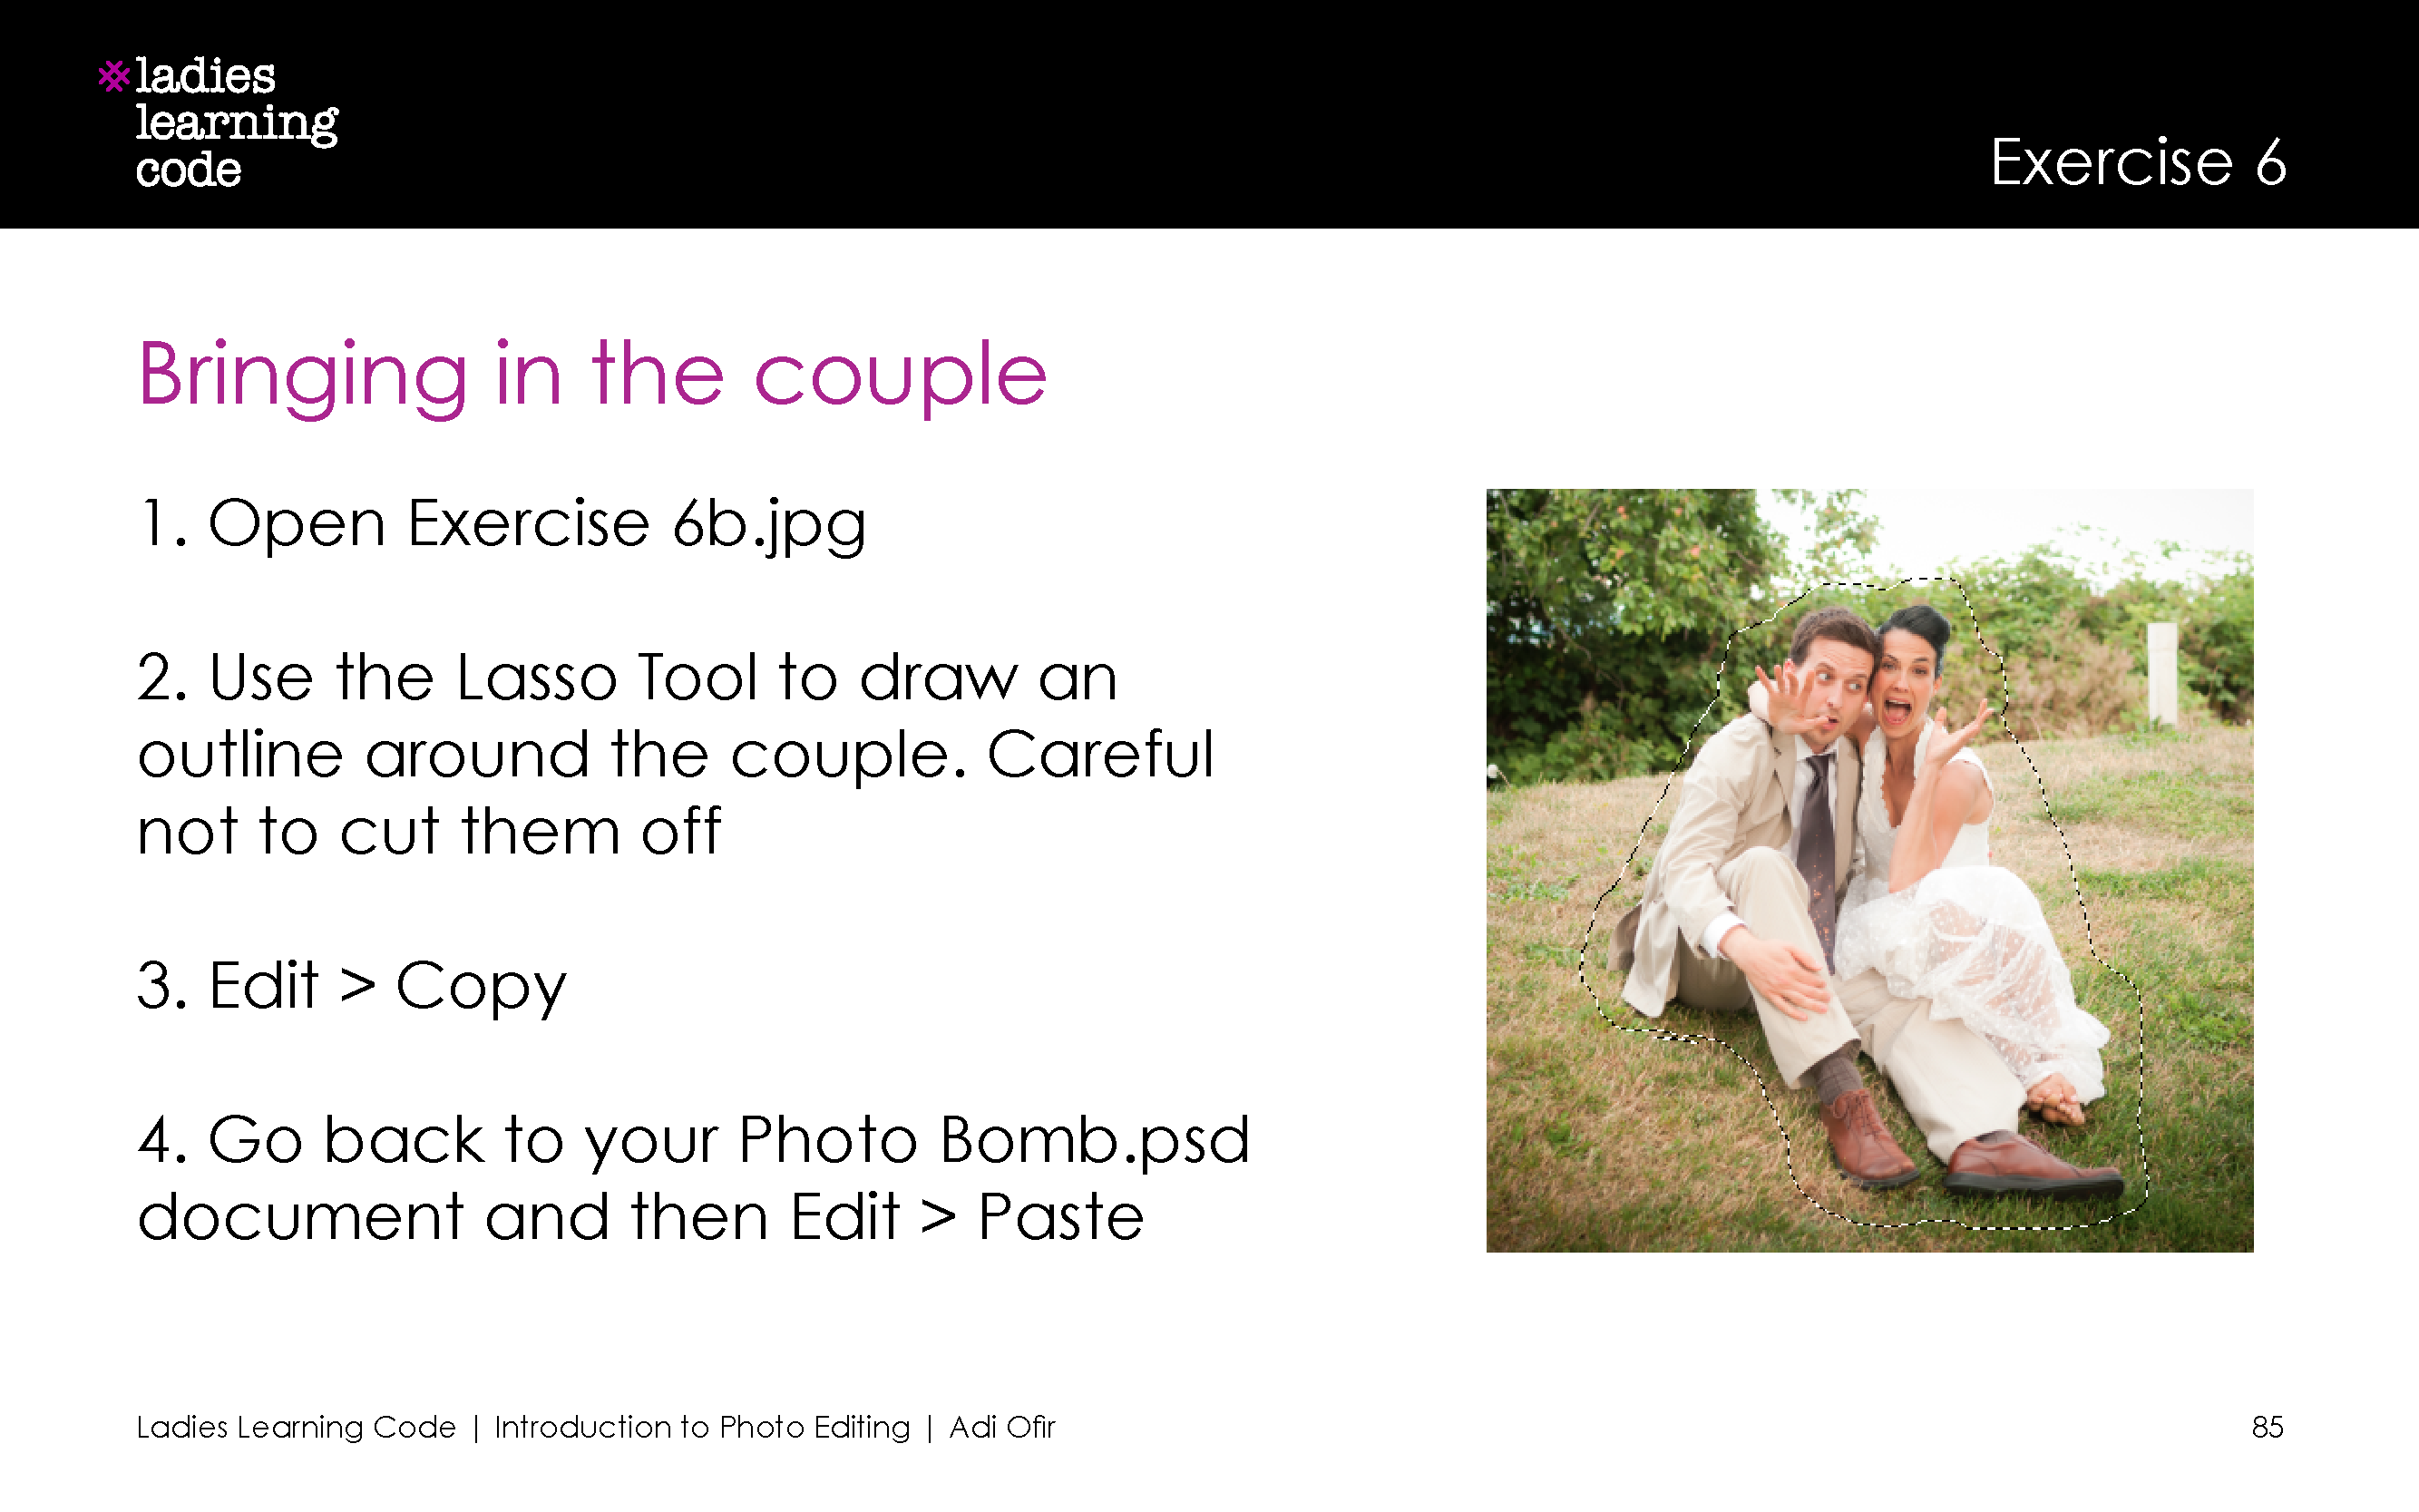 ladies
learning
code
Exercise 6
Bringing in the couple
1. Open Exercise 6b.jpg
2. Use the Lasso Tool to draw an
outline around the couple. Careful
not to cut them off
3. Edit > Copy
4. Go back to your Photo Bomb.psd
document and then Edit > Paste
Ladies Learning Code | Introduction to Photo Editing | Adi Ofir
85